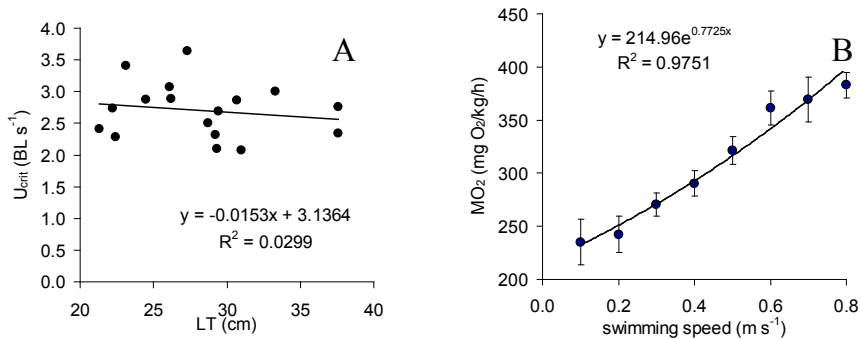 A
4.0
3.5
3.0
2.5
2.0
1.5
1.0
0.5
0.0
U_crit (BL s⁻¹)
y = -0.0153x + 3.1364
R² = 0.0299
20 25 30 35 40
LT (cm)
B
450
400
350
300
250
200
MO₂ (mg O₂/kg/h)
y = 214.96e^0.7725x
R² = 0.9751
0.0 0.2 0.4 0.6 0.8
swimming speed (m s⁻¹)